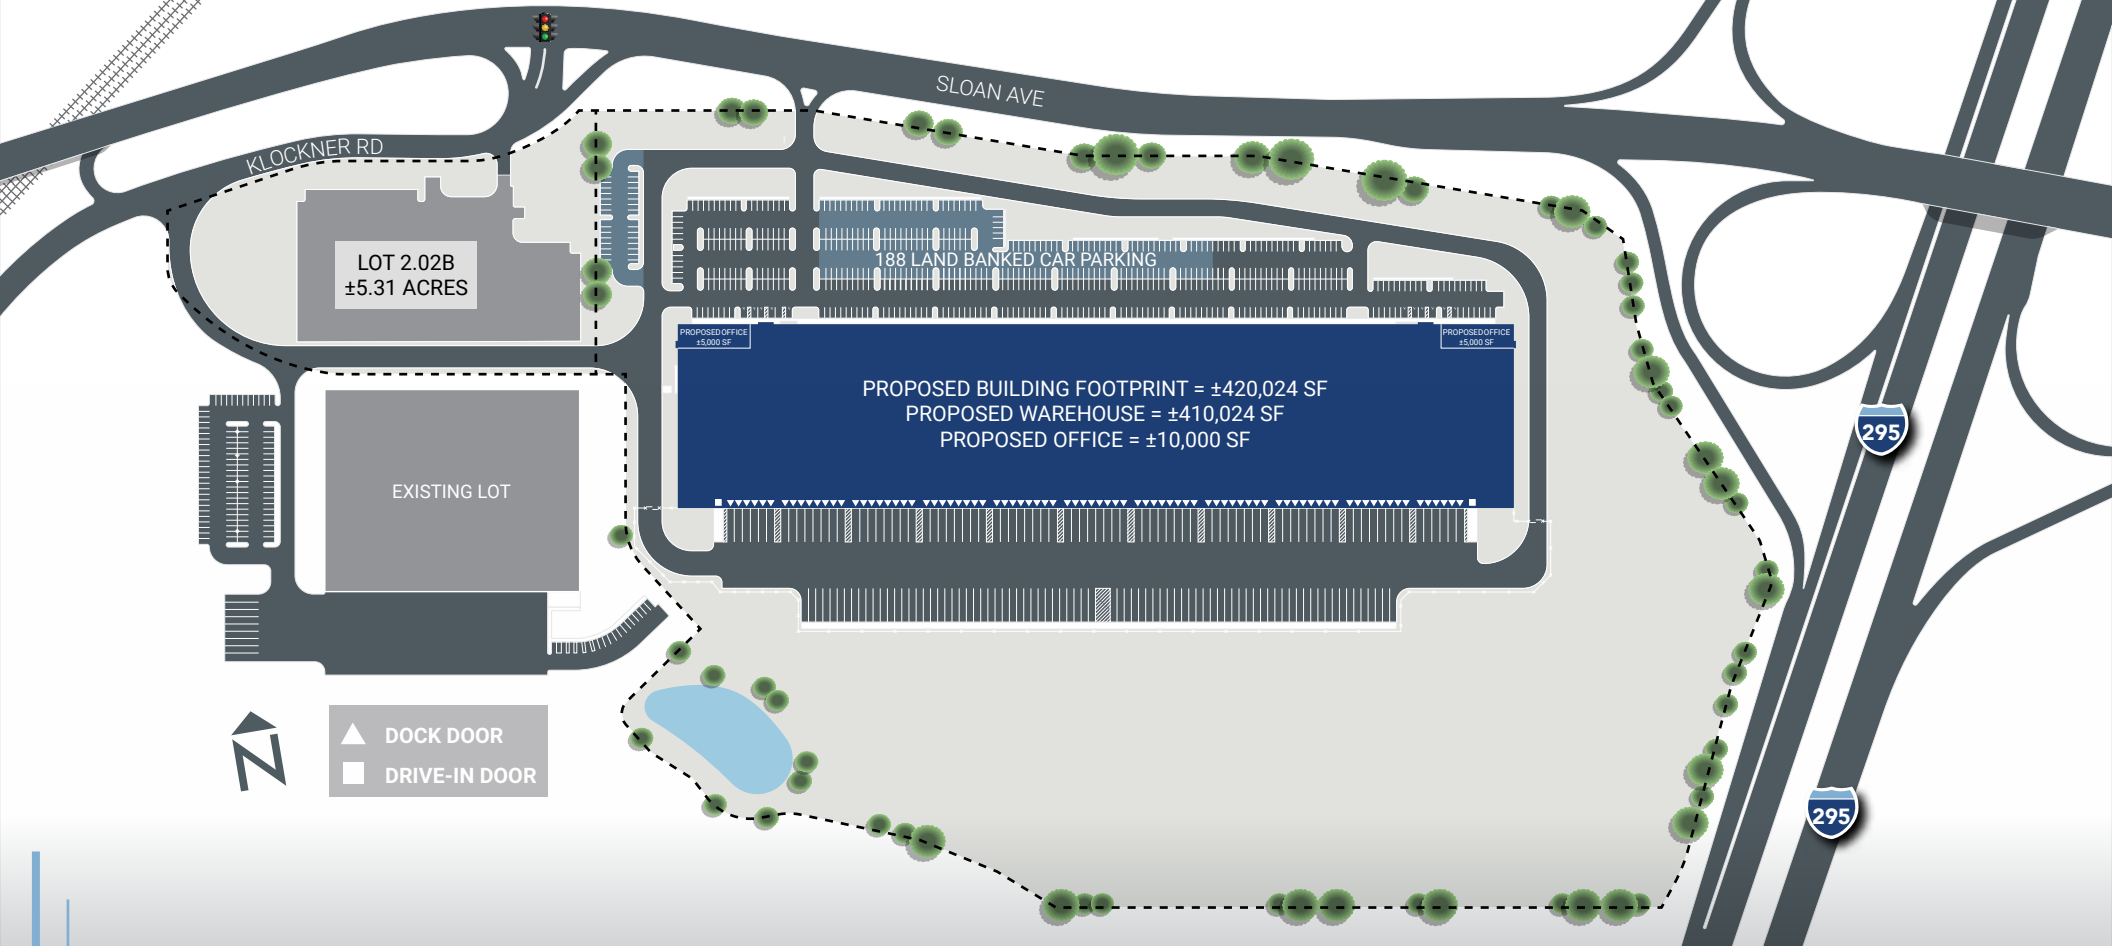 SLOAN AVE
KLOCKNER RD
LOT 2.02B
±5.31 ACRES
188 LAND BANKED CAR PARKING
PROPOSED OFFICE
±5,000 SF
PROPOSED OFFICE
±5,000 SF
PROPOSED BUILDING FOOTPRINT = ±420,024 SF
PROPOSED WAREHOUSE = ±410,024 SF
PROPOSED OFFICE = ±10,000 SF
295
EXISTING LOT
N
DOCK DOOR
DRIVE-IN DOOR
295